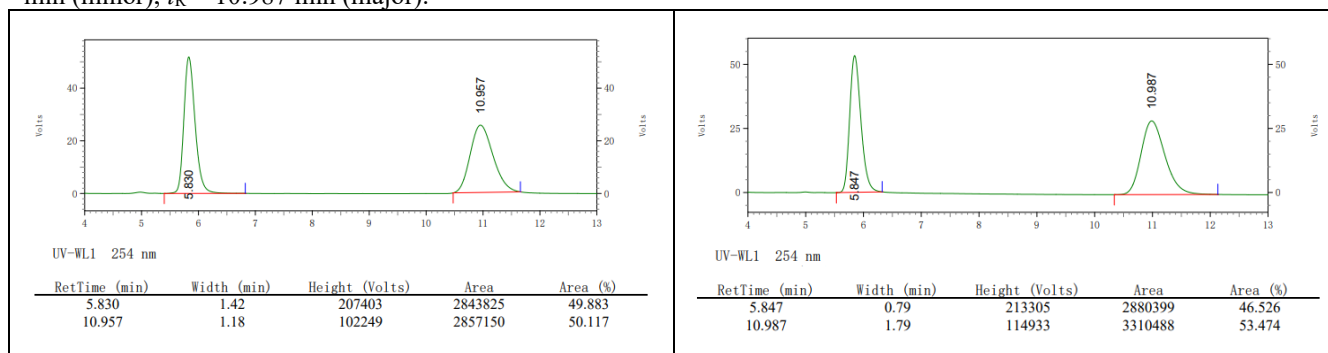 min (minor), tR = 10.987 min (major).
Volts
40
20
0
5.830
10.957
40
20
0
Volts
4 5 6 7 8 9 10 11 12 13
UV-WL1 254 nm
RetTime (min) Width (min) Height (Volts) Area Area (%)
5.830 1.42 207403 2843825 49.883
10.957 1.18 102249 2857150 50.117
Volts
50
25
0
5.847
10.987
50
25
0
Volts
4 5 6 7 8 9 10 11 12 13
UV-WL1 254 nm
RetTime (min) Width (min) Height (Volts) Area Area (%)
5.847 0.79 213305 2880399 46.526
10.987 1.79 114933 3310488 53.474